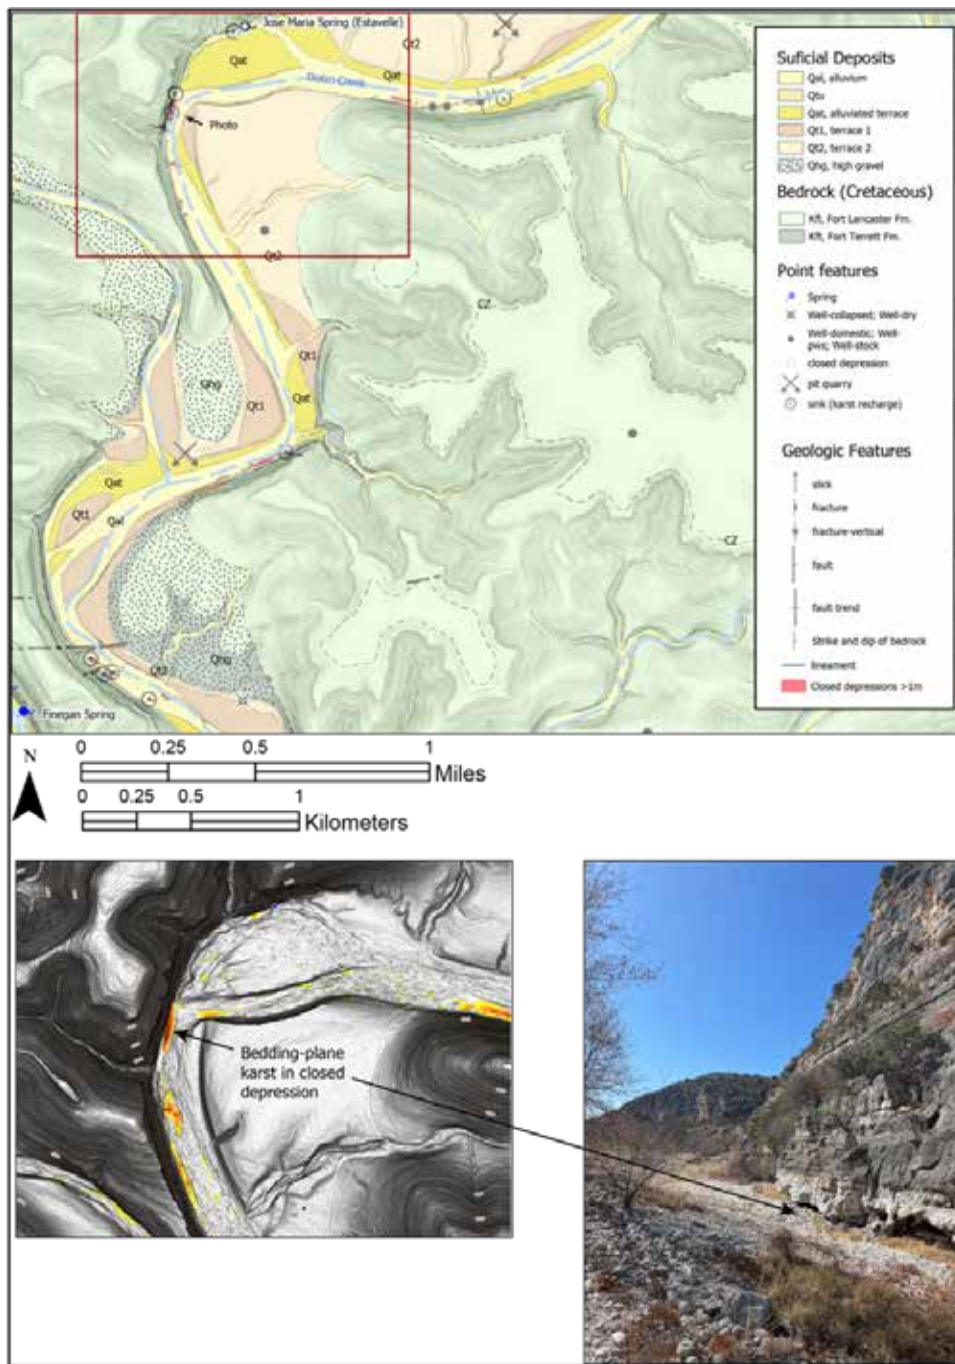 Jose Maria Spring (Estavelle)
Qt2
Qat
Qat
Dolan Creek
Photo
Qt2
CZ
Qt1
Qhg
Qt1
Qat
Qat
Qt1
Qal
CZ
Qhg
Qt2
Finegan Spring
Suficial Deposits
Qal, alluvium
Qtu
Qat, alluviated terrace
Qt1, terrace 1
Qt2, terrace 2
Qhg, high gravel
Bedrock (Cretaceous)
Kft, Fort Lancaster Fm.
Kft, Fort Terrett Fm.
Point features
Spring
Well-collapsed; Well-dry
Well-domestic; Well-
pws; Well-stock
closed depression
pit quarry
sink (karst recharge)
Geologic Features
slick
fracture
fracture-vertical
fault
fault trend
Strike and dip of bedrock
lineament
Closed depressions >1m
N
0 0.25 0.5 1
Miles
0 0.25 0.5 1
Kilometers
Bedding-plane
karst in closed
depression